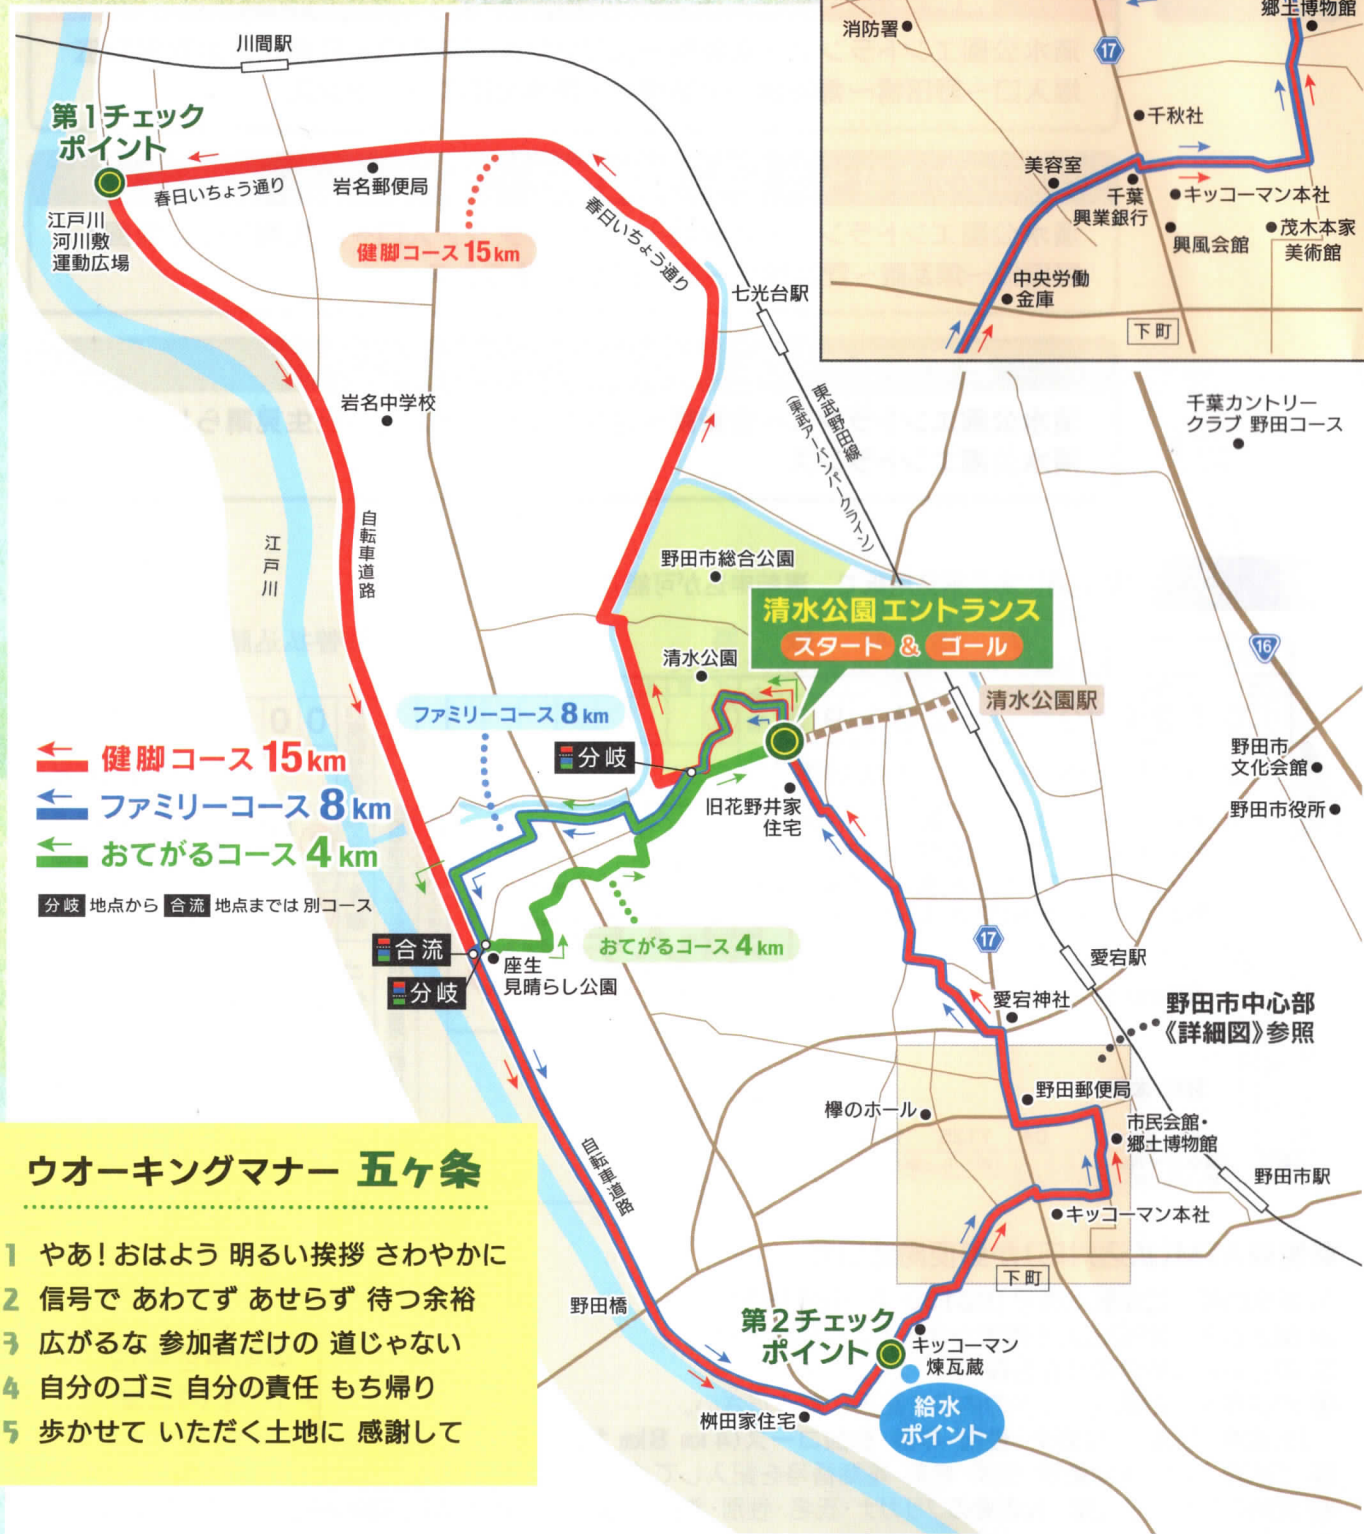 川間駅
第1チェック
ポイント
春日いちょう通り
岩名郵便局
江戸川
河川敷
運動広場
健脚コース 15km
春日いちょう通り
七光台駅
東武野田線
(東武アーバンパークライン)
岩名中学校
自転車道路
江戸川
消防署
郷土博物館
17
千秋社
美容室
千葉
興業銀行
キッコーマン本社
興風会館
茂木本家
美術館
中央労働
金庫
下町
千葉カントリー
クラブ 野田コース
野田市総合公園
清水公園エントランス
スタート & ゴール
清水公園
清水公園駅
16
ファミリーコース 8km
分岐
旧花野井家
住宅
野田市
文化会館
野田市役所
健脚コース 15km
ファミリーコース 8km
おてがるコース 4km
分岐 地点から 合流 地点までは 別コース
合流
分岐
座生
見晴らし公園
おてがるコース 4km
17
愛宕駅
愛宕神社
野田市中心部
《詳細図》参照
野田郵便局
欅のホール
市民会館・
郷土博物館
野田市駅
キッコーマン本社
下町
自転車道路
野田橋
第2チェック
ポイント
キッコーマン
煉瓦蔵
給水
ポイント
桝田家住宅
ウオーキングマナー 五ヶ条
1 やあ!おはよう 明るい挨拶 さわやかに
2 信号で あわてず あせらず 待つ余裕
3 広がるな 参加者だけの 道じゃない
4 自分のゴミ 自分の責任 もち帰り
5 歩かせて いただく土地に 感謝して